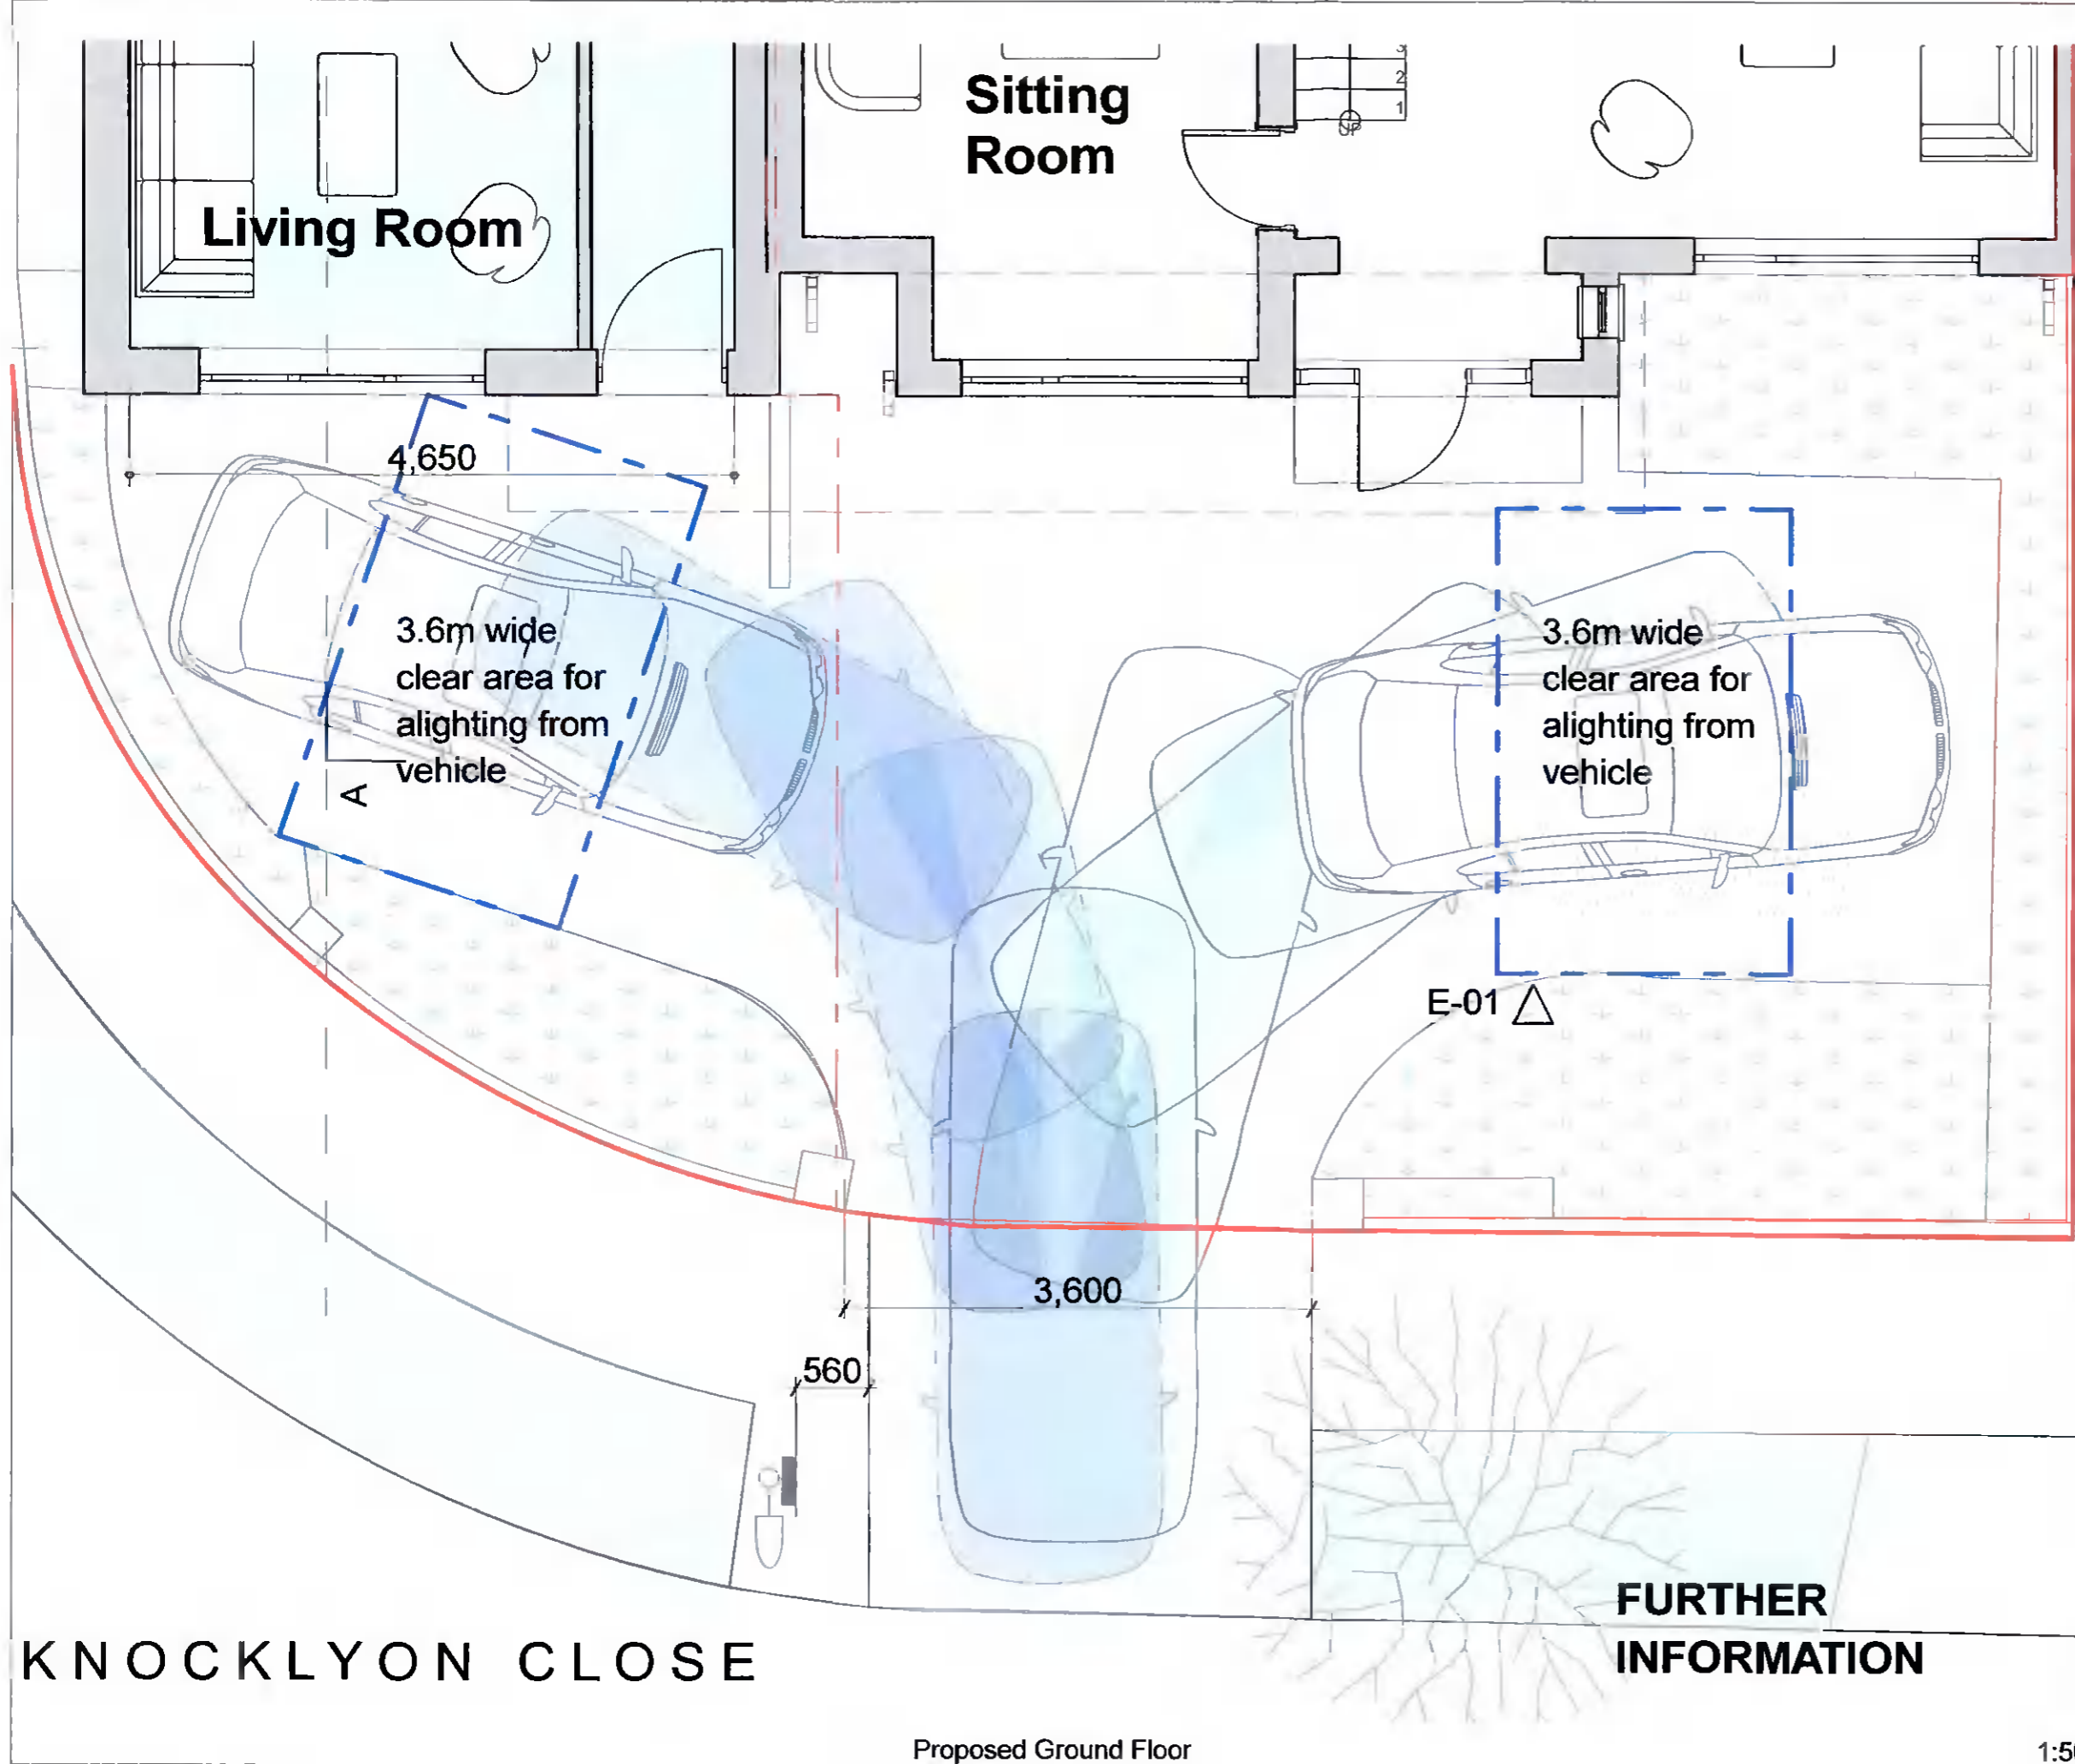 3
2
1
UP
Sitting
Room
Living Room
4,650
3.6m wide
clear area for
alighting from
vehicle
3.6m wide
clear area for
alighting from
vehicle
A
E-01
3,600
560
FURTHER
INFORMATION
KNOCKLYON CLOSE
Proposed Ground Floor